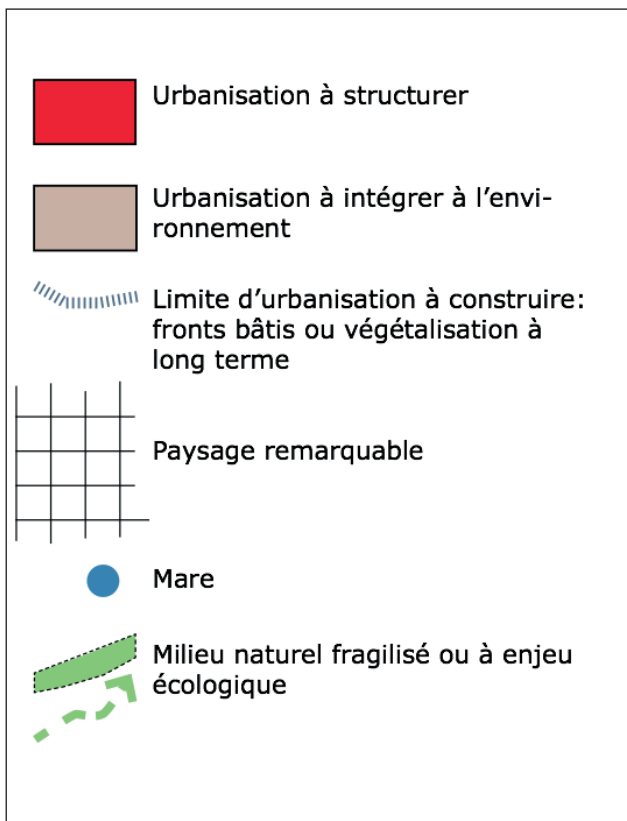 Urbanisation à structurer
Urbanisation à intégrer à l’envi-
ronnement
Limite d’urbanisation à construire:
fronts bâtis ou végétalisation à
long terme
Paysage remarquable
Mare
Milieu naturel fragilisé ou à enjeu
écologique